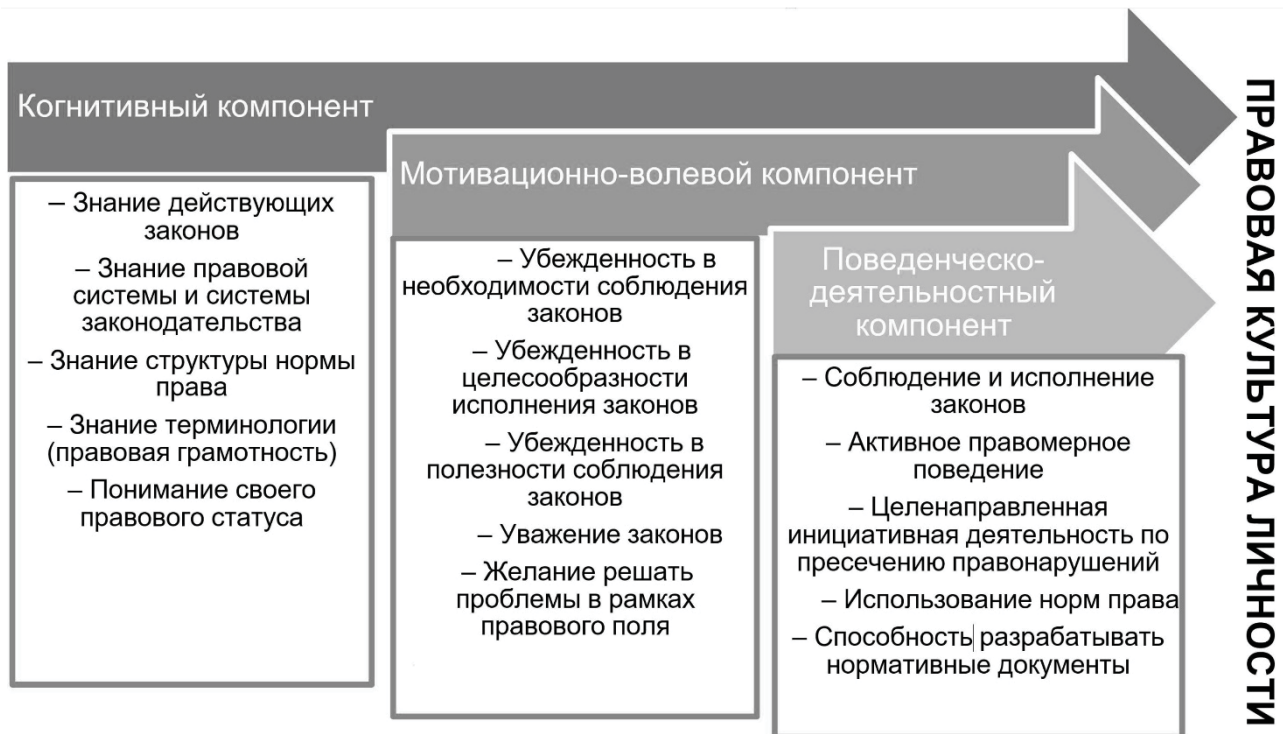 Когнитивный компонент
– Знание действующих
законов
– Знание правовой
системы и системы
законодательства
– Знание структуры нормы
права
– Знание терминологии
(правовая грамотность)
– Понимание своего
правового статуса
Мотивационно-волевой компонент
– Убежденность в
необходимости соблюдения
законов
– Убежденность в
целесообразности
исполнения законов
– Убежденность в
полезности соблюдения
законов
– Уважение законов
– Желание решать
проблемы в рамках
правового поля
Поведенческо-
деятельностный
компонент
– Соблюдение и исполнение
законов
– Активное правомерное
поведение
– Целенаправленная
инициативная деятельность по
пресечению правонарушений
– Использование норм права
– Способность разрабатывать
нормативные документы
ПРАВОВАЯ КУЛЬТУРА ЛИЧНОСТИ